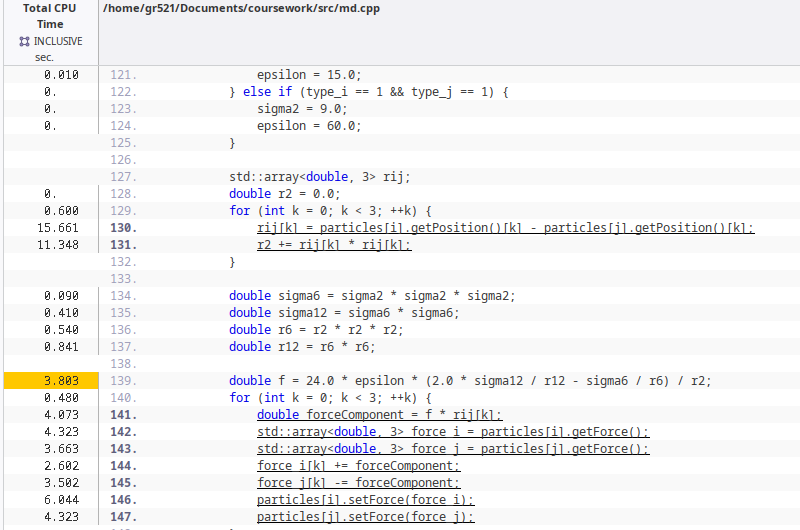 Total CPU /home/gr521/Documents/coursework/src/md.cpp
Time
INCLUSIVE
sec.
0.010 121. epsilon = 15.0;
0. 122. } else if (type_i == 1 && type_j == 1) {
0. 123. sigma2 = 9.0;
0. 124. epsilon = 60.0;
125. }
126.
127. std::array<double, 3> rij;
0. 128. double r2 = 0.0;
0.600 129. for (int k = 0; k < 3; ++k) {
15.661 130. rij[k] = particles[i].getPosition()[k] - particles[j].getPosition()[k];
11.348 131. r2 += rij[k] * rij[k];
132. }
133.
0.090 134. double sigma6 = sigma2 * sigma2 * sigma2;
0.410 135. double sigma12 = sigma6 * sigma6;
0.540 136. double r6 = r2 * r2 * r2;
0.841 137. double r12 = r6 * r6;
138.
3.803 139. double f = 24.0 * epsilon * (2.0 * sigma12 / r12 - sigma6 / r6) / r2;
0.480 140. for (int k = 0; k < 3; ++k) {
4.073 141. double forceComponent = f * rij[k];
4.323 142. std::array<double, 3> force_i = particles[i].getForce();
3.663 143. std::array<double, 3> force_j = particles[j].getForce();
2.602 144. force_i[k] += forceComponent;
3.502 145. force_j[k] -= forceComponent;
6.044 146. particles[i].setForce(force_i);
4.323 147. particles[j].setForce(force_j);